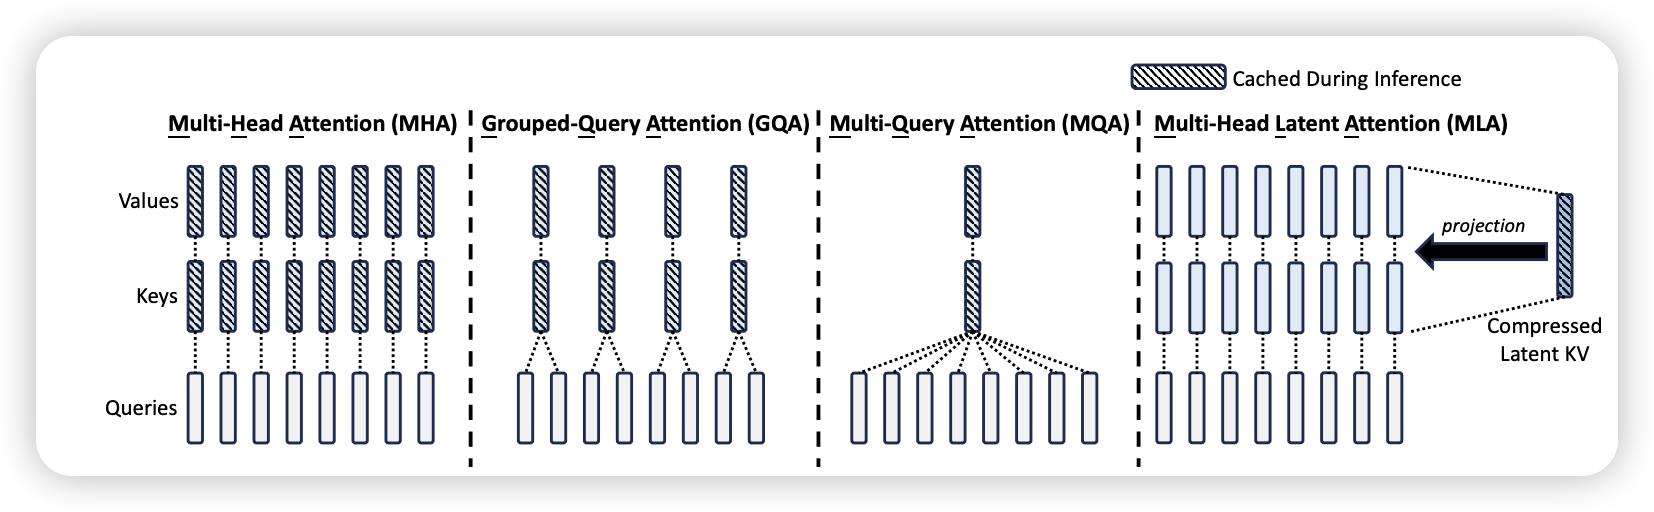 Cached During Inference
Multi-Head Attention (MHA)
Grouped-Query Attention (GQA)
Multi-Query Attention (MQA)
Multi-Head Latent Attention (MLA)
Values
Keys
Queries
projection
Compressed
Latent KV